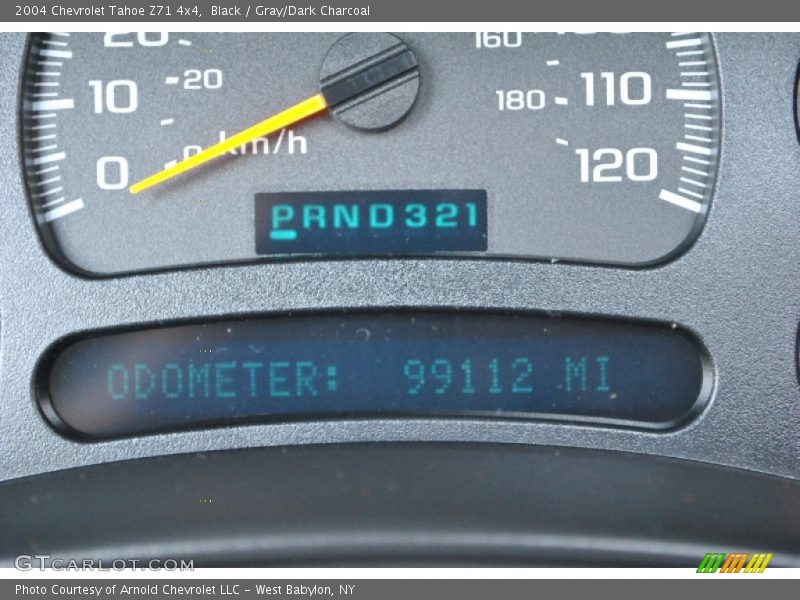 2004 Chevrolet Tahoe Z71 4x4, Black / Gray/Dark Charcoal
20 160
10 20 180 110
0 0 km/h 120
PRND321
ODOMETER: 99112 MI
GTCARLOT.COM
Photo Courtesy of Arnold Chevrolet LLC - West Babylon, NY